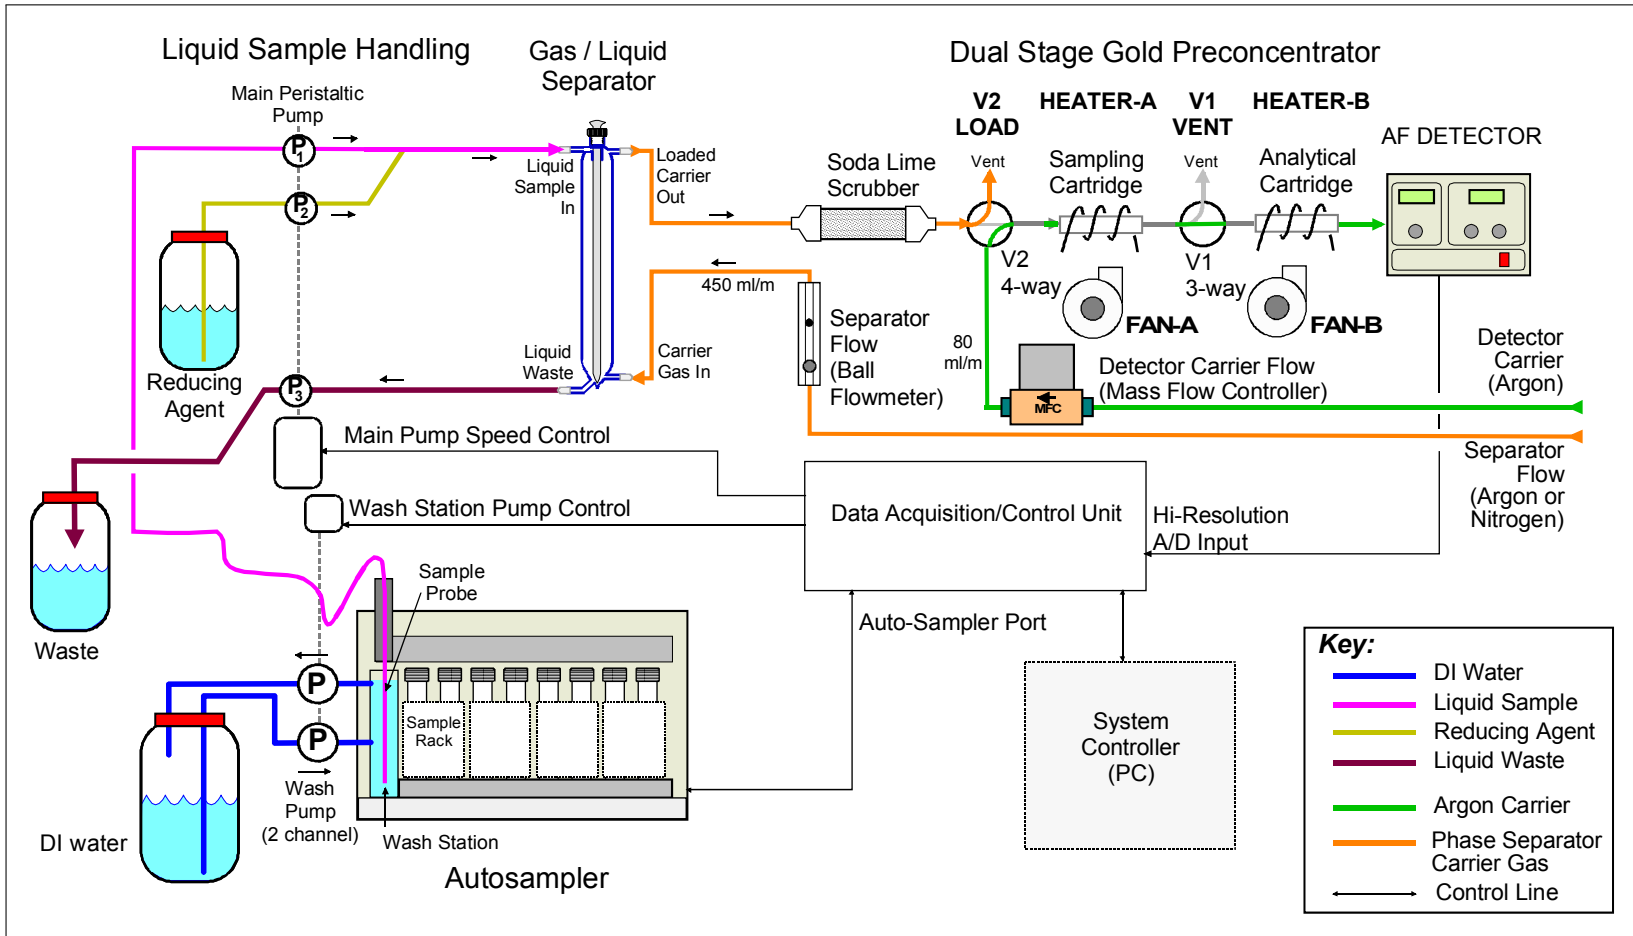 Liquid Sample Handling
Gas / Liquid
Separator
Dual Stage Gold Preconcentrator
Main Peristaltic
Pump
P1
P2
P3
Liquid
Sample
In
Loaded
Carrier
Out
Soda Lime
Scrubber
V2
LOAD
Vent
HEATER-A
Sampling
Cartridge
V1
VENT
Vent
HEATER-B
Analytical
Cartridge
AF DETECTOR
V2
4-way
V1
3-way
FAN-A
FAN-B
450 ml/m
Separator
Flow
(Ball
Flowmeter)
80
ml/m
Detector Carrier Flow
(Mass Flow Controller)
MFC
Detector
Carrier
(Argon)
Separator
Flow
(Argon or
Nitrogen)
Reducing
Agent
Liquid
Waste
Carrier
Gas In
Main Pump Speed Control
Wash Station Pump Control
Data Acquisition/Control Unit
Hi-Resolution
A/D Input
Waste
Sample
Probe
Auto-Sampler Port
P
P
Sample
Rack
System
Controller
(PC)
Wash
Pump
(2 channel)
DI water
Wash Station
Autosampler
Key:
DI Water
Liquid Sample
Reducing Agent
Liquid Waste
Argon Carrier
Phase Separator
Carrier Gas
Control Line